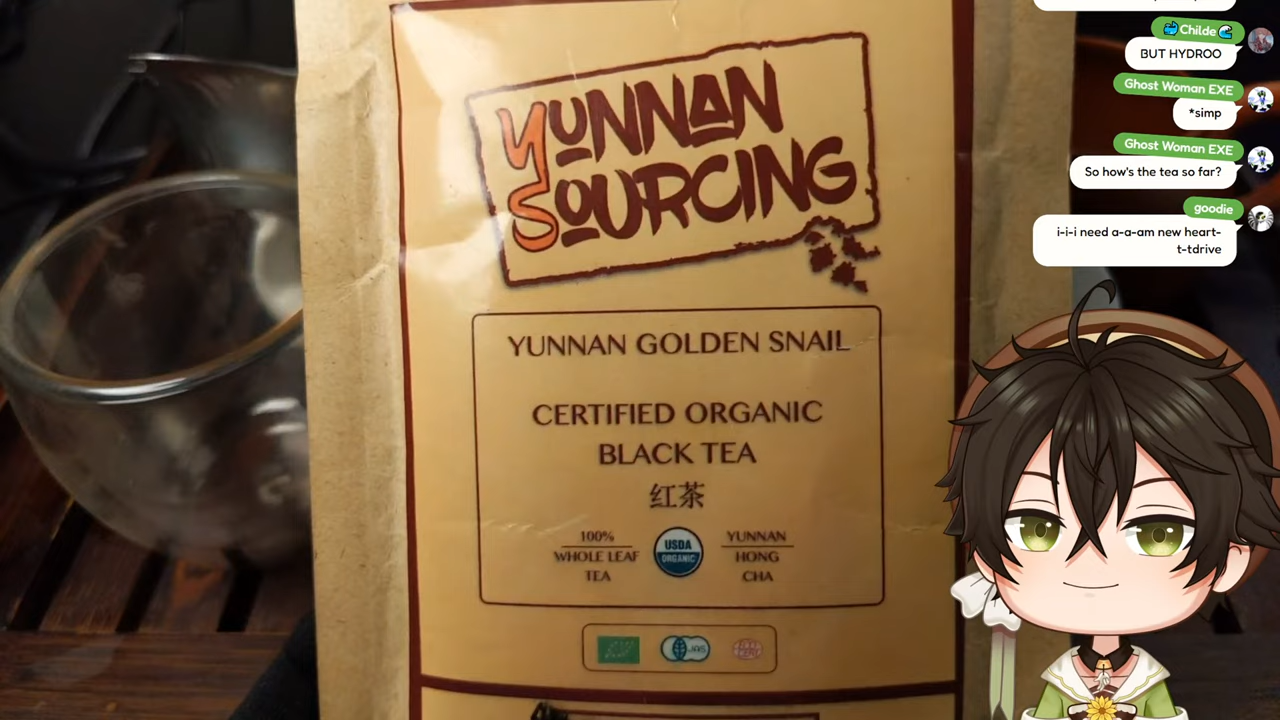 YUNNAN
SOURCING
YUNNAN GOLDEN SNAIL
CERTIFIED ORGANIC
BLACK TEA
红茶
100%
WHOLE LEAF
TEA
USDA
ORGANIC
YUNNAN
HONG
CHA
JAS
Childe
BUT HYDROO
Ghost Woman EXE
*simp
Ghost Woman EXE
So how's the tea so far?
goodie
i-i-i need a-a-am new heart-
t-tdrive